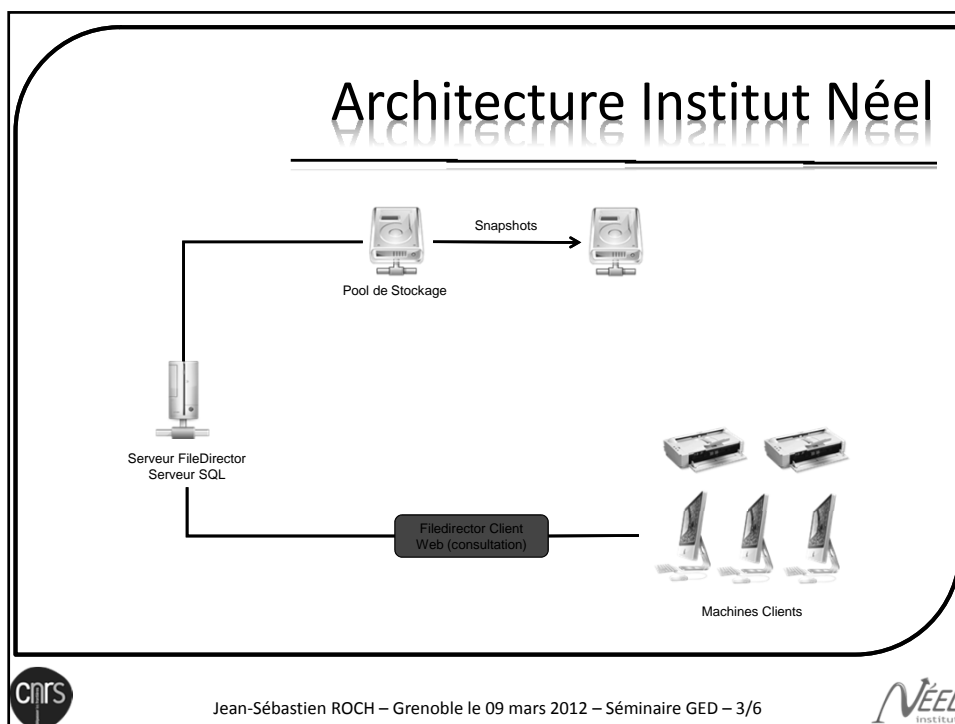 Architecture Institut Néel
Snapshots
Pool de Stockage
Serveur FileDirector
Serveur SQL
Filedirector Client
Web (consultation)
Machines Clients
cnrs
Jean-Sébastien ROCH – Grenoble le 09 mars 2012 – Séminaire GED – 3/6
NÉEL
institut